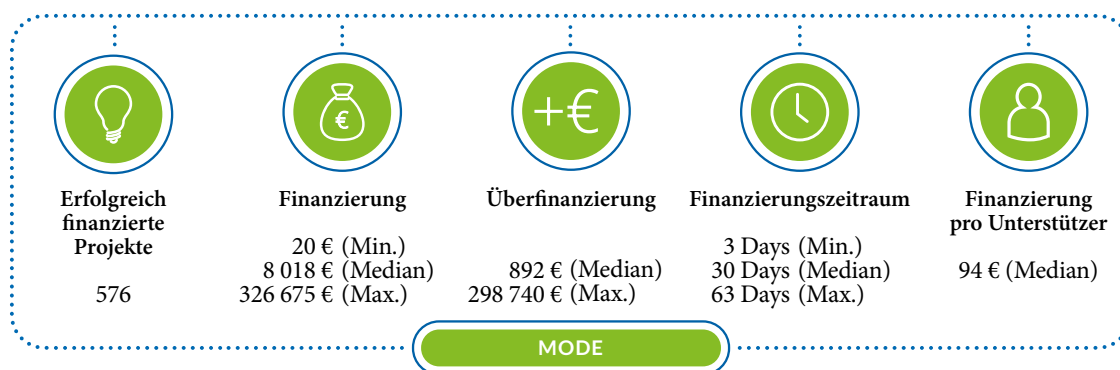 €
+€
Erfolgreich
finanzierte
Projekte
576
Finanzierung
20 € (Min.)
8 018 € (Median)
326 675 € (Max.)
Überfinanzierung
892 € (Median)
298 740 € (Max.)
Finanzierungszeitraum
3 Days (Min.)
30 Days (Median)
63 Days (Max.)
Finanzierung
pro Unterstützer
94 € (Median)
MODE